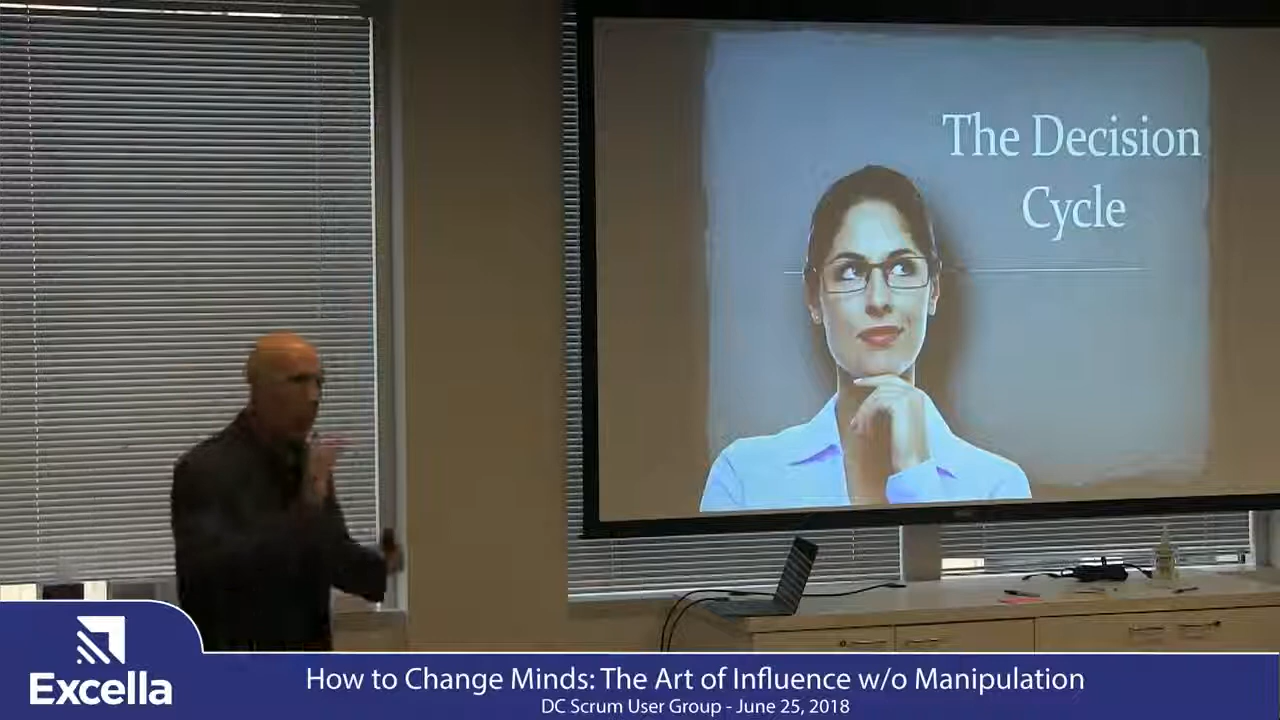 The Decision
Cycle
Excella
How to Change Minds: The Art of Influence w/o Manipulation
DC Scrum User Group - June 25, 2018